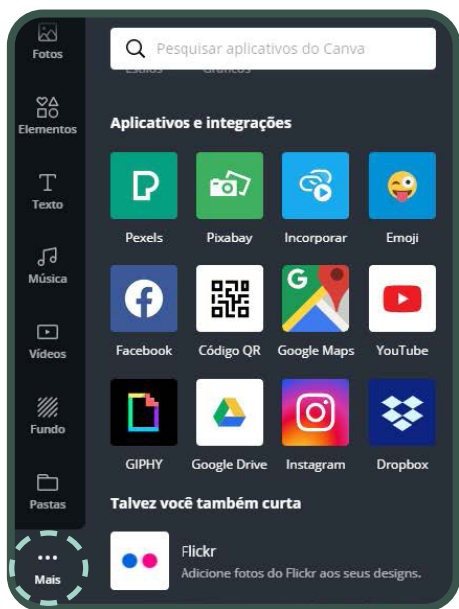 Fotos
Elementos
Texto
Música
Vídeos
Fundo
Pastas
Mais
Pesquisar aplicativos do Canva
Estilos Gráficos
Aplicativos e integrações
Pexels Pixabay Incorporar Emoji
G
Facebook Código QR Google Maps YouTube
GIPHY Google Drive Instagram Dropbox
Talvez você também curta
Flickr
Adicione fotos do Flickr aos seus designs.